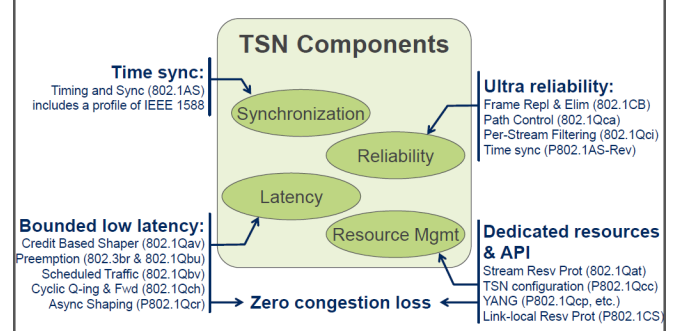 TSN Components
Time sync:
Timing and Sync (802.1AS)
includes a profile of IEEE 1588
Synchronization
Ultra reliability:
Frame Repl & Elim (802.1CB)
Path Control (802.1Qca)
Per-Stream Filtering (802.1Qci)
Time sync (P802.1AS-Rev)
Reliability
Latency
Bounded low latency:
Credit Based Shaper (802.1Qav)
Preemption (802.3br & 802.1Qbu)
Scheduled Traffic (802.1Qbv)
Cyclic Q-ing & Fwd (802.1Qch)
Async Shaping (P802.1Qcr)
Resource Mgmt
Dedicated resources
& API
Stream Resv Prot (802.1Qat)
TSN configuration (P802.1Qcc)
YANG (P802.1Qcp, etc.)
Link-local Resv Prot (P802.1CS)
Zero congestion loss